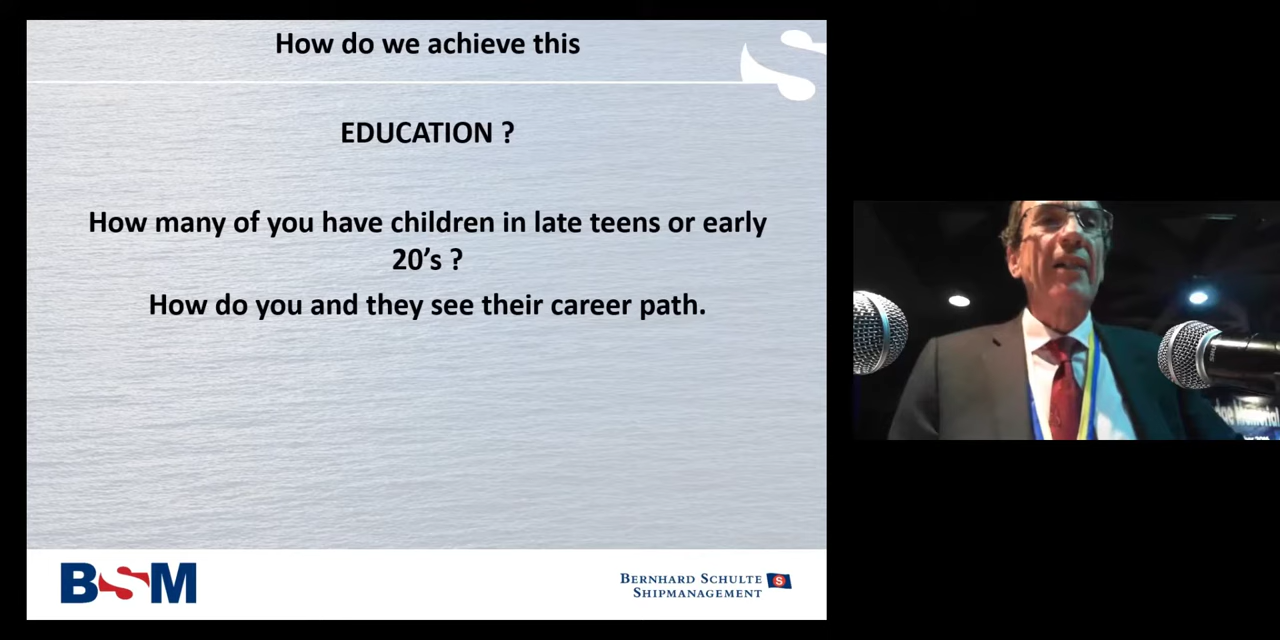 How do we achieve this
EDUCATION ?
How many of you have children in late teens or early
20's ?
How do you and they see their career path.
BSM
BERNHARD SCHULTE
SHIPMANAGEMENT
S
Memorial